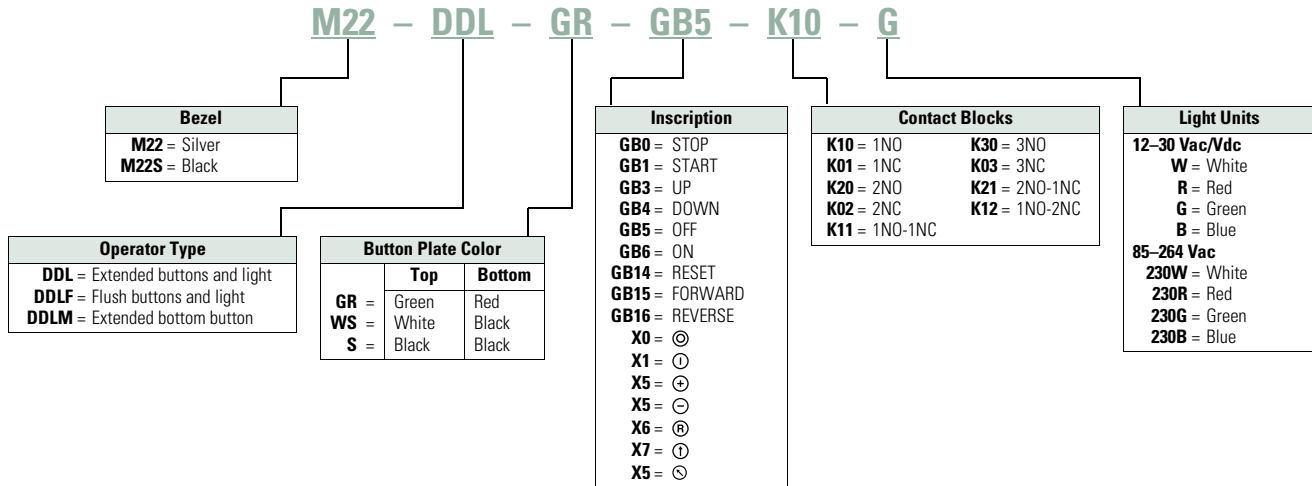 M22 – DDL – GR – GB5 – K10 – G
Bezel
M22 = Silver
M22S = Black
Operator Type
DDL = Extended buttons and light
DDLF = Flush buttons and light
DDLM = Extended bottom button
Button Plate Color
Top Bottom
GR = Green Red
WS = White Black
S = Black Black
Inscription
GB0 = STOP
GB1 = START
GB3 = UP
GB4 = DOWN
GB5 = OFF
GB6 = ON
GB14 = RESET
GB15 = FORWARD
GB16 = REVERSE
X0 = ⌾
X1 = ⏼
X5 = ⊕
X5 = ⊖
X6 = Ⓡ
X7 = ↑
X5 = ↖
Contact Blocks
K10 = 1NO K30 = 3NO
K01 = 1NC K03 = 3NC
K20 = 2NO K21 = 2NO-1NC
K02 = 2NC K12 = 1NO-2NC
K11 = 1NO-1NC
Light Units
12–30 Vac/Vdc
W = White
R = Red
G = Green
B = Blue
85–264 Vac
230W = White
230R = Red
230G = Green
230B = Blue